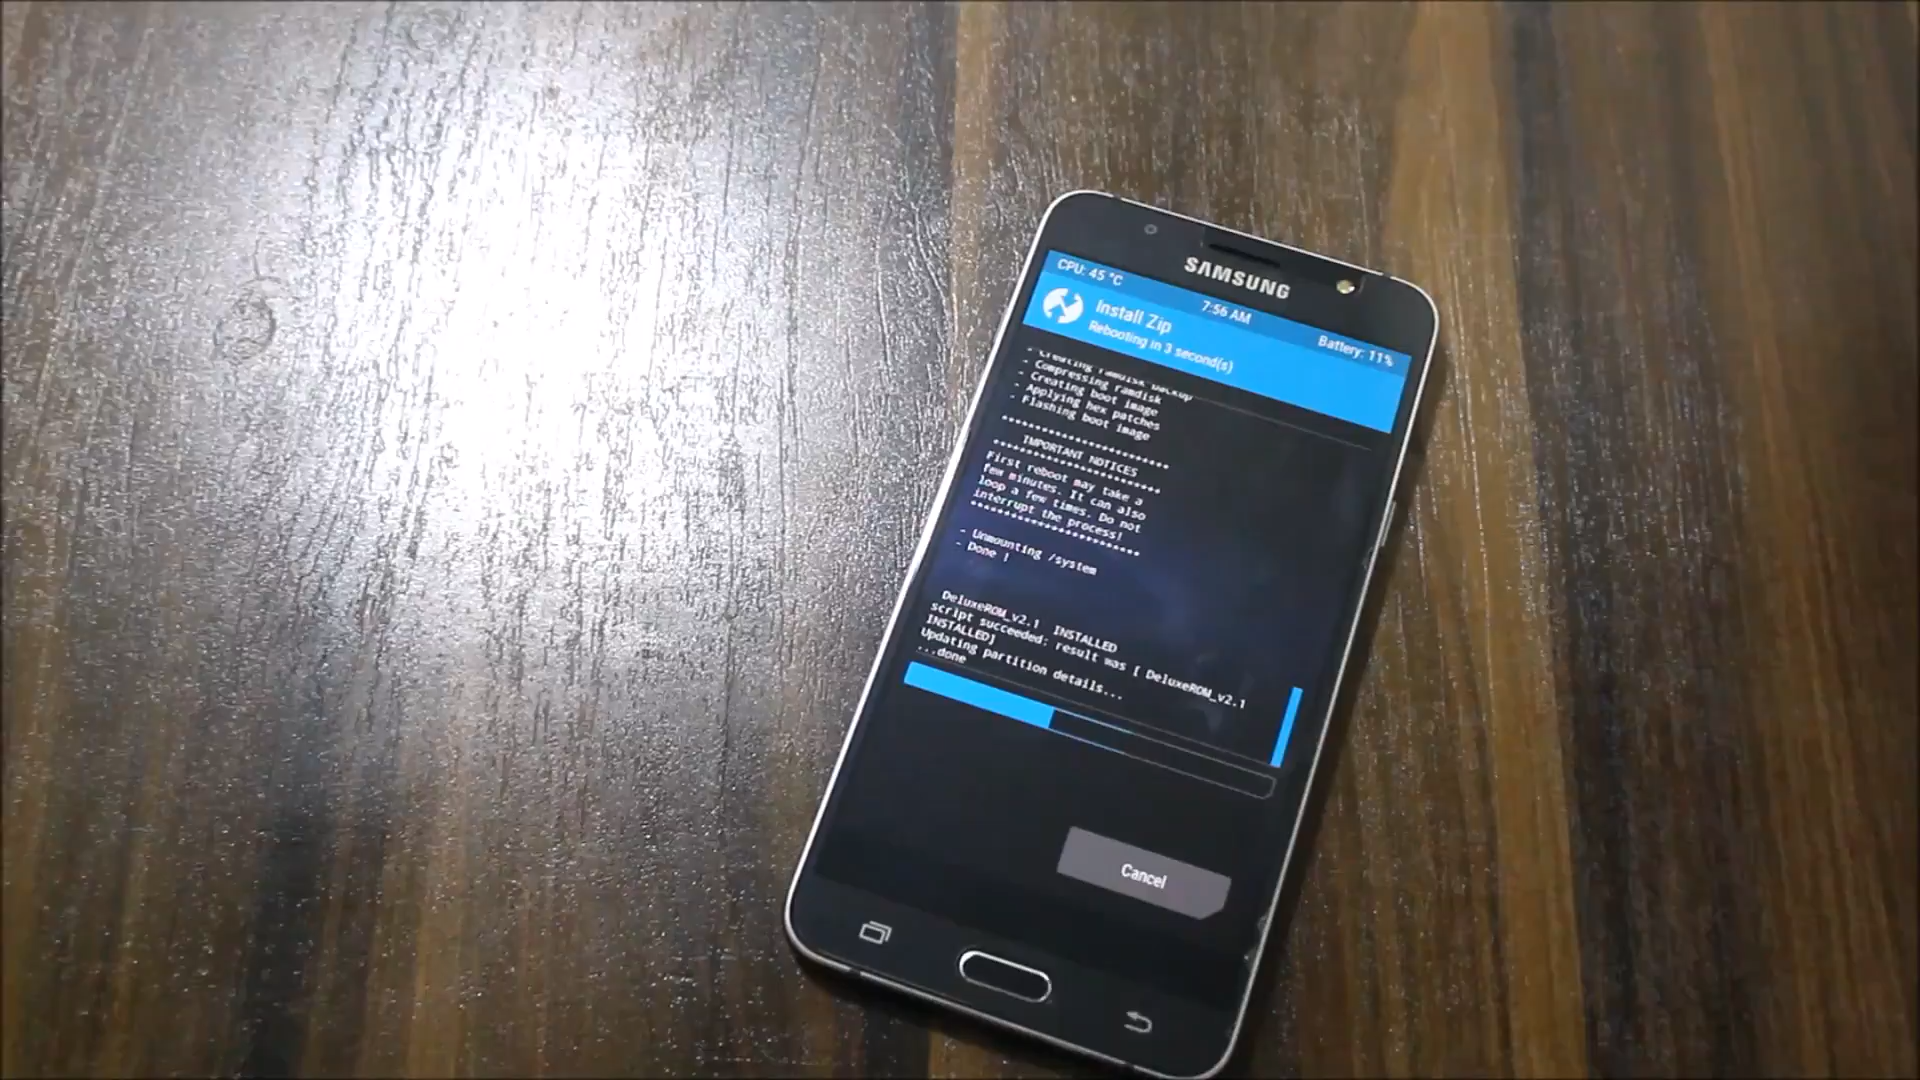 SAMSUNG
CPU: 45 °C
7:56 AM
Battery: 11%
Install Zip
Rebooting in 3 second(s)
- Creating ramdisk backup
- Compressing ramdisk
- Creating boot image
- Applying hex patches
- Flashing boot image
************************
IMPORTANT NOTICES
************************
First reboot may take a
few minutes. It can also
loop a few times. Do not
interrupt the process!
************************
- Unmounting /system
- Done !
DeluxeROM_v2.1 INSTALLED
script succeeded: result was [ DeluxeROM_v2.1
INSTALLED]
Updating partition details...
...done
Cancel